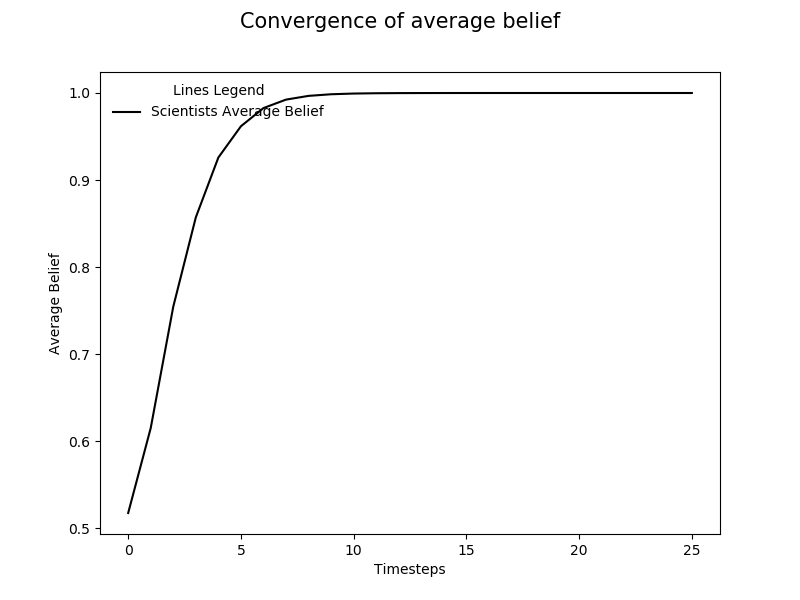 Convergence of average belief
Lines Legend
Scientists Average Belief
1.0
0.9
0.8
0.7
0.6
0.5
Average Belief
0 5 10 15 20 25
Timesteps